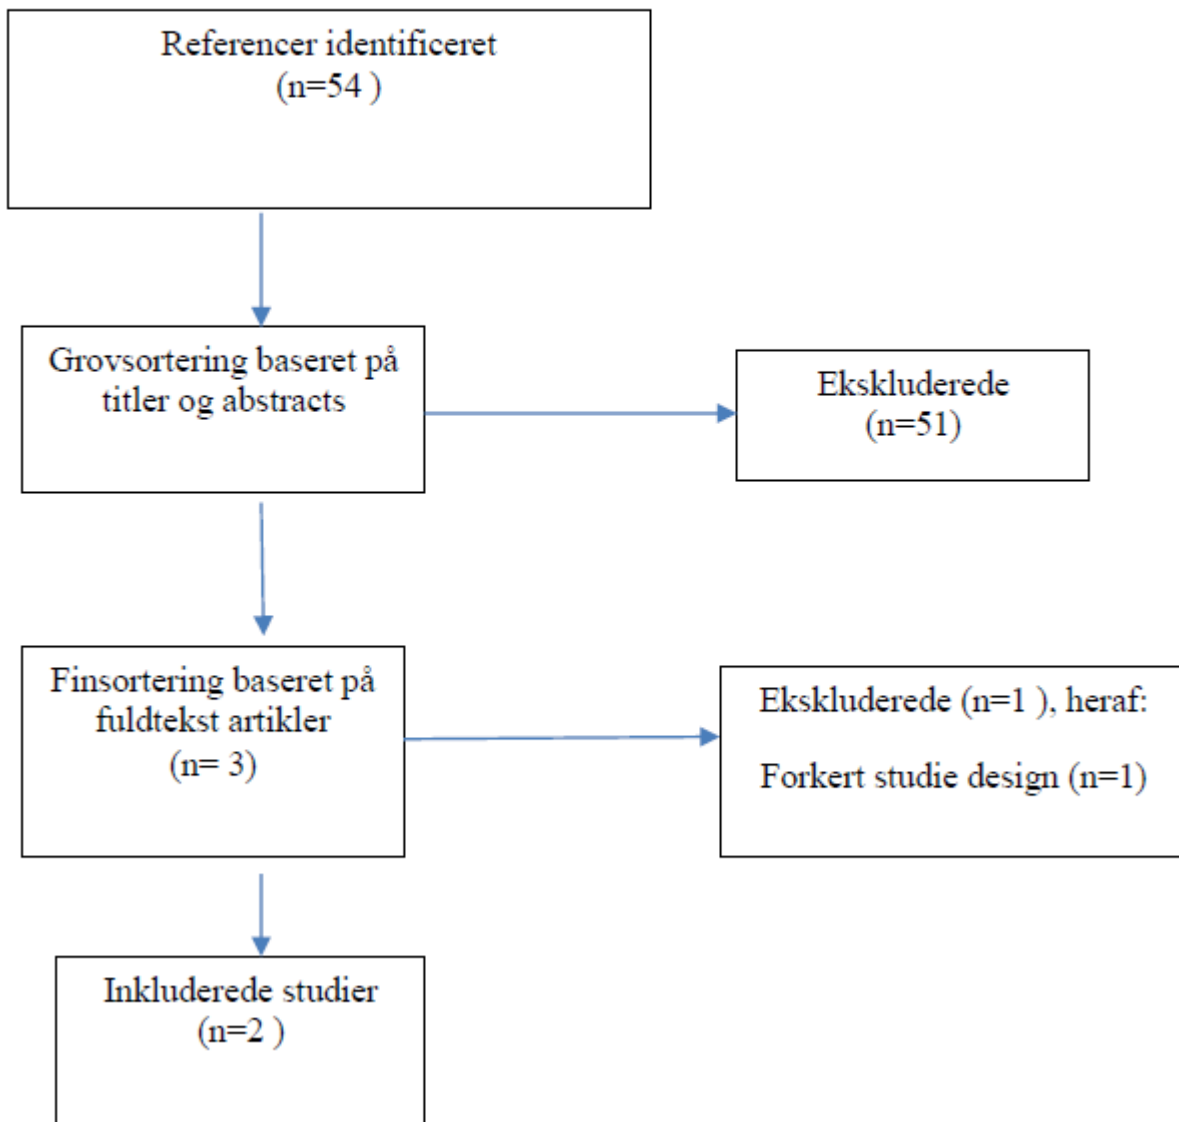 Referencer identificeret
(n=54 )
Grovsortering baseret på
titler og abstracts
Ekskluderede
(n=51)
Finsortering baseret på
fuldtekst artikler
(n= 3)
Ekskluderede (n=1 ), heraf:
Forkert studie design (n=1)
Inkluderede studier
(n=2 )